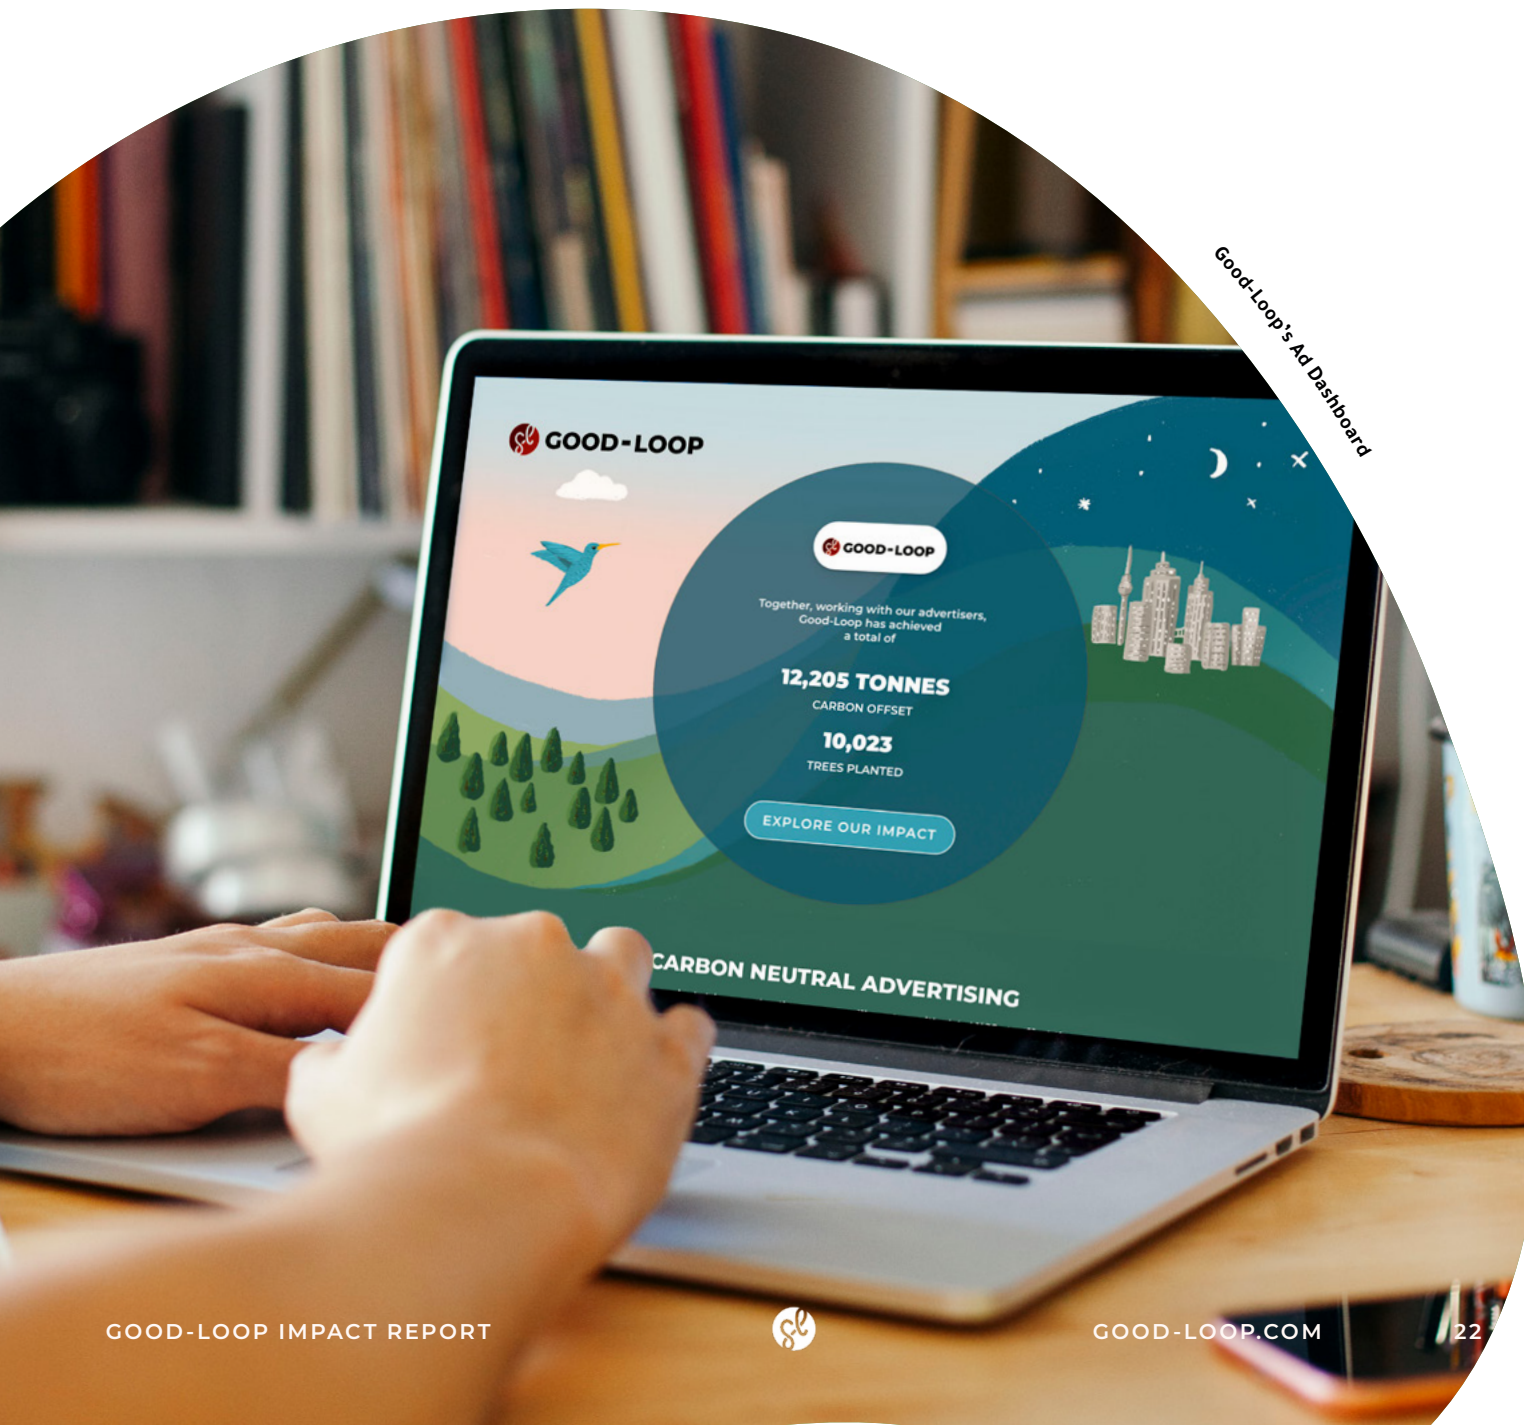 Good-Loop's Ad Dashboard
GOOD-LOOP
GOOD-LOOP
Together, working with our advertisers,
Good-Loop has achieved
a total of
12,205 TONNES
CARBON OFFSET
10,023
TREES PLANTED
EXPLORE OUR IMPACT
CARBON NEUTRAL ADVERTISING
GOOD-LOOP IMPACT REPORT
GOOD-LOOP.COM
22